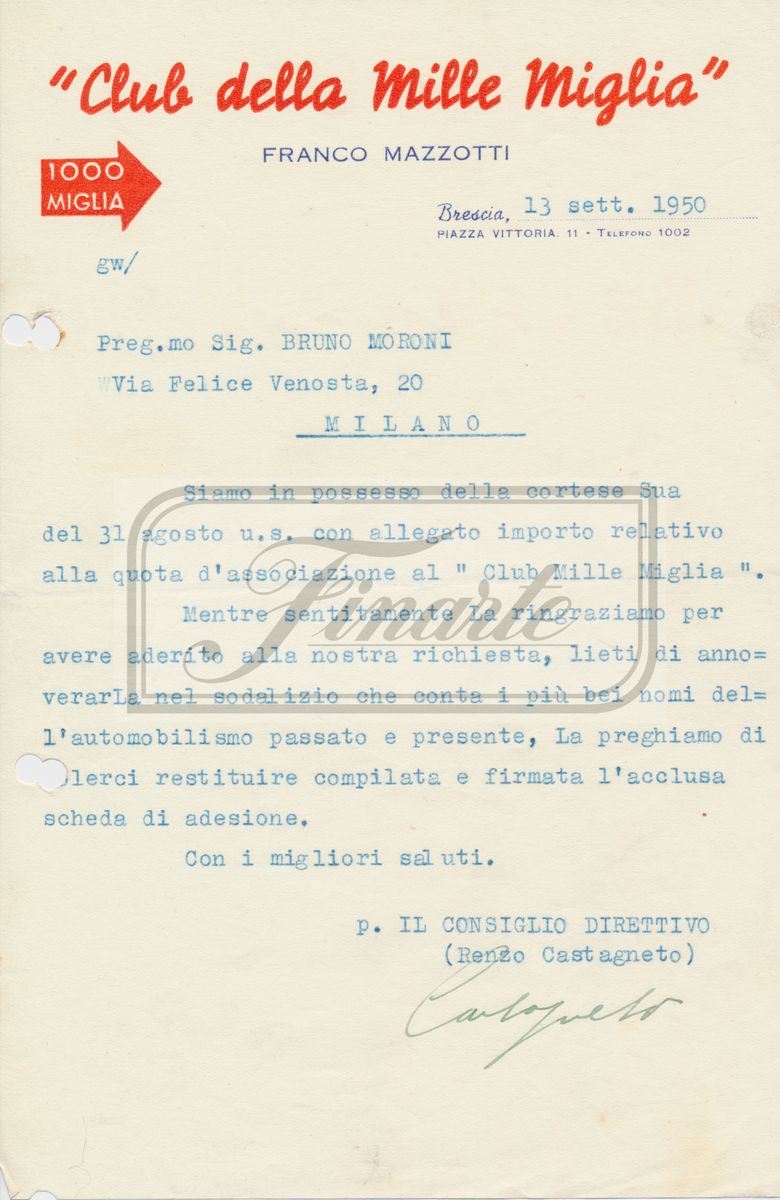 "Club della Mille Miglia"
FRANCO MAZZOTTI
1000
MIGLIA
Brescia, 13 sett. 1950
PIAZZA VITTORIA. 11 - TELEFONO 1002
gw/
Preg.mo Sig. BRUNO MORONI
Via Felice Venosta, 20
MILANO
Siamo in possesso della cortese Sua
del 31 agosto u.s. con allegato importo relativo
alla quota d'associazione al " Club Mille Miglia ".
Mentre sentitamente La ringraziamo per
avere aderito alla nostra richiesta, lieti di anno=
verarLa nel sodalizio che conta i più bei nomi del=
l'automobilismo passato e presente, La preghiamo di
olerci restituire compilata e firmata l'acclusa
scheda di adesione.
Con i migliori saluti.
p. IL CONSIGLIO DIRETTIVO
(Renzo Castagneto)
Castagneto
Finarte